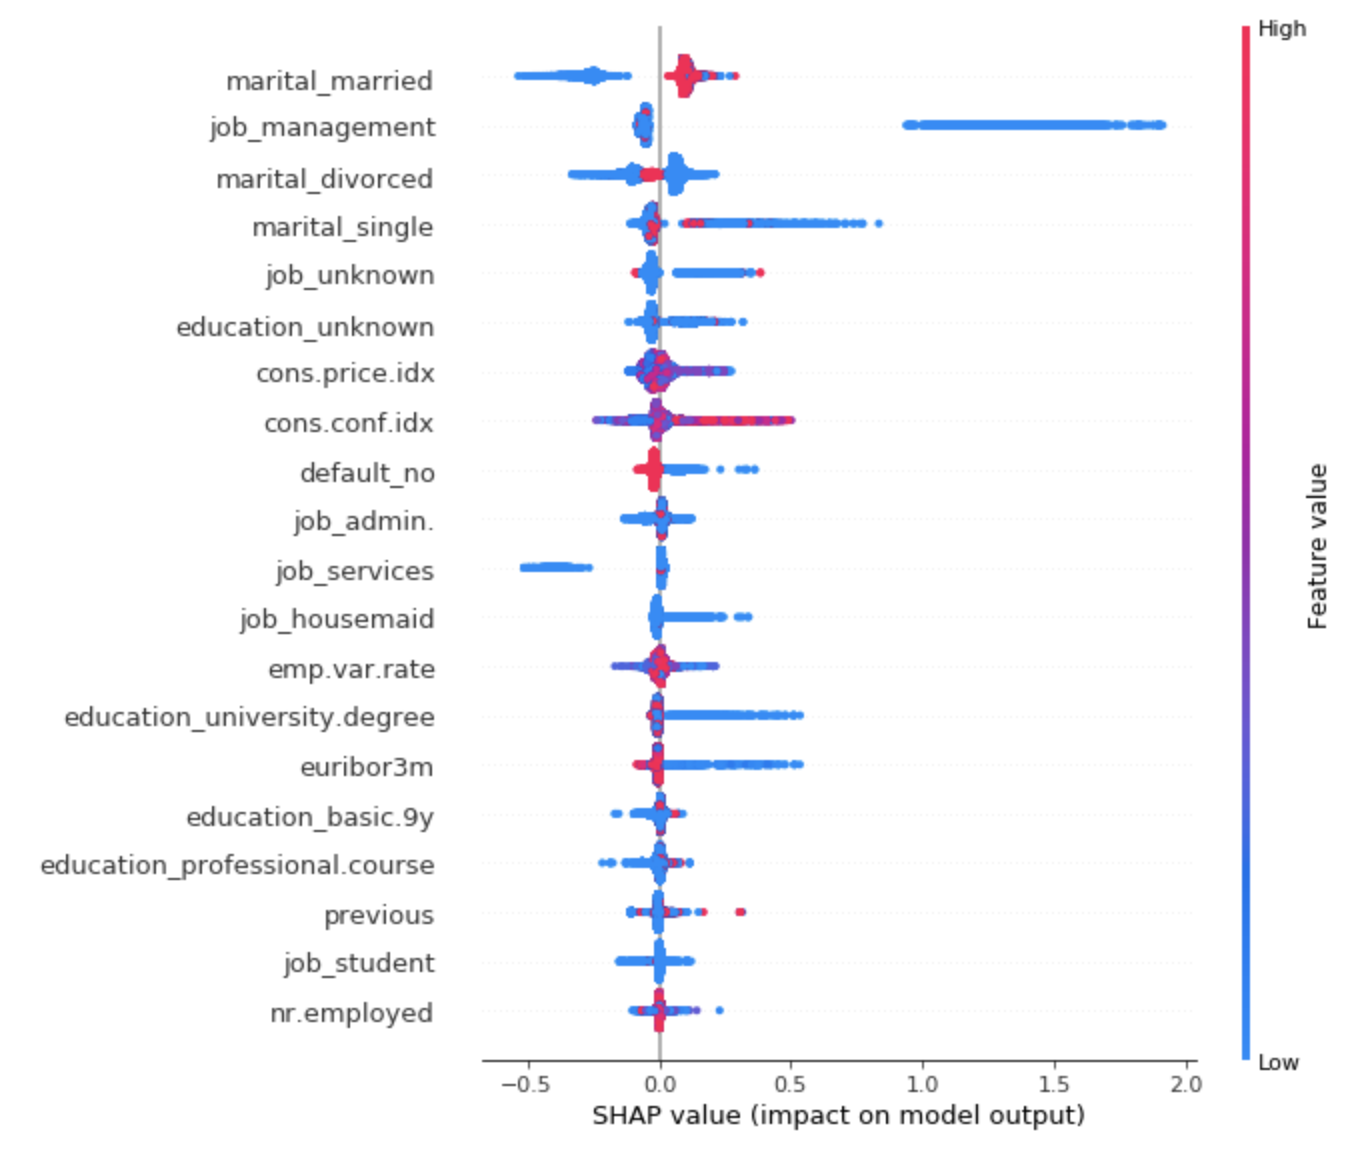 High
marital_married
job_management
marital_divorced
marital_single
job_unknown
education_unknown
cons.price.idx
cons.conf.idx
default_no
job_admin.
job_services
job_housemaid
emp.var.rate
education_university.degree
euribor3m
education_basic.9y
education_professional.course
previous
job_student
nr.employed
Feature value
Low
−0.5 0.0 0.5 1.0 1.5 2.0
SHAP value (impact on model output)